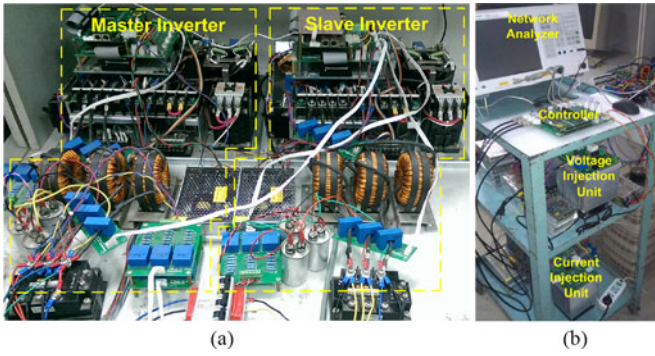 Master Inverter
Slave Inverter
Network
Analyzer
Controller
Voltage
Injection
Unit
Current
Injection
Unit
(a)
(b)